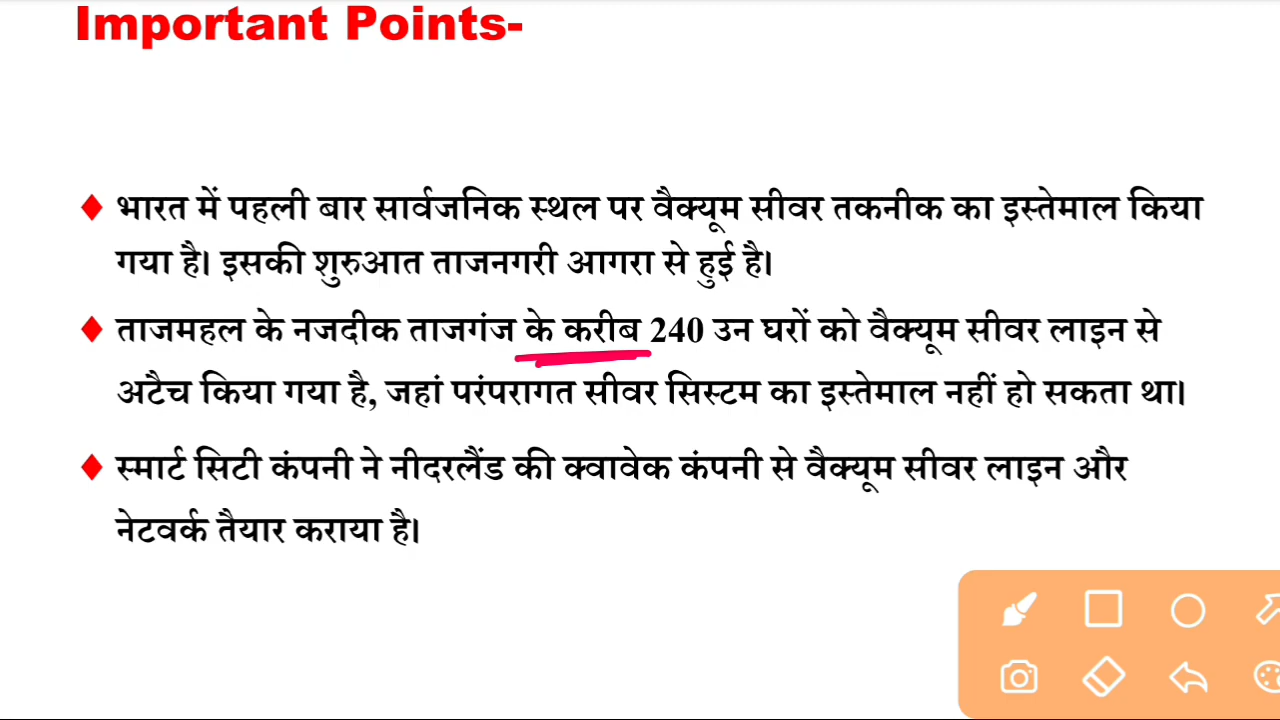 Important Points-
♦ भारत में पहली बार सार्वजनिक स्थल पर वैक्यूम सीवर तकनीक का इस्तेमाल किया
गया है। इसकी शुरुआत ताजनगरी आगरा से हुई है।
♦ ताजमहल के नजदीक ताजगंज के करीब 240 उन घरों को वैक्यूम सीवर लाइन से
अटैच किया गया है, जहां परंपरागत सीवर सिस्टम का इस्तेमाल नहीं हो सकता था।
♦ स्मार्ट सिटी कंपनी ने नीदरलैंड की क्वावेक कंपनी से वैक्यूम सीवर लाइन और
नेटवर्क तैयार कराया है।